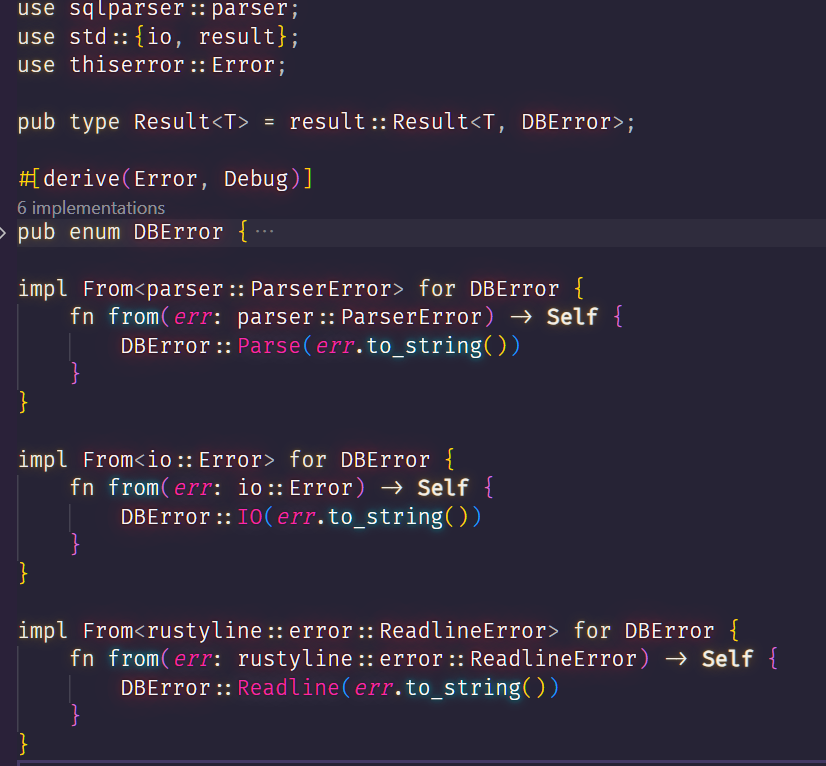 use sqlparser::parser;
use std::{io, result};
use thiserror::Error;
pub type Result<T> = result::Result<T, DBError>;
#[derive(Error, Debug)]
6 implementations
pub enum DBError { ···
impl From<parser::ParserError> for DBError {
    fn from(err: parser::ParserError) -> Self {
        DBError::Parse(err.to_string())
    }
}
impl From<io::Error> for DBError {
    fn from(err: io::Error) -> Self {
        DBError::IO(err.to_string())
    }
}
impl From<rustyline::error::ReadlineError> for DBError {
    fn from(err: rustyline::error::ReadlineError) -> Self {
        DBError::Readline(err.to_string())
    }
}